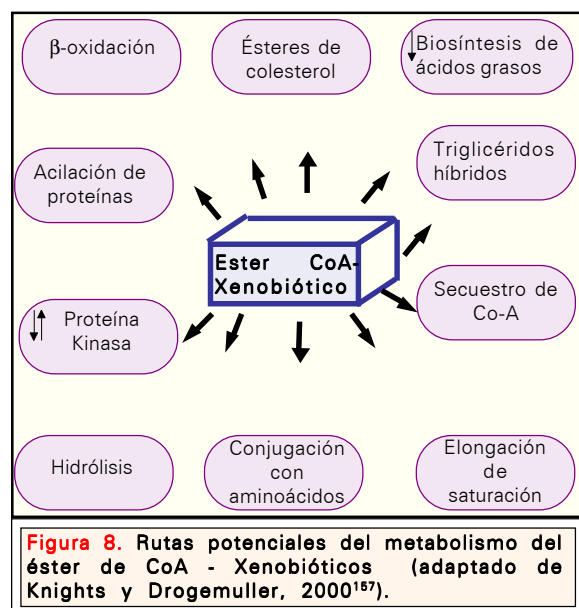 β-oxidación
Ésteres de
colesterol
↓Biosíntesis de
ácidos grasos
Acilación de
proteínas
Triglicéridos
híbridos
Ester CoA-
Xenobiótico
↓↑ Proteína
Kinasa
Secuestro de
Co-A
Hidrólisis
Conjugación
con
aminoácidos
Elongación
de
saturación
Figura 8. Rutas potenciales del metabolismo del
éster de CoA - Xenobióticos (adaptado de
Knights y Drogemuller, 2000¹⁵⁷).